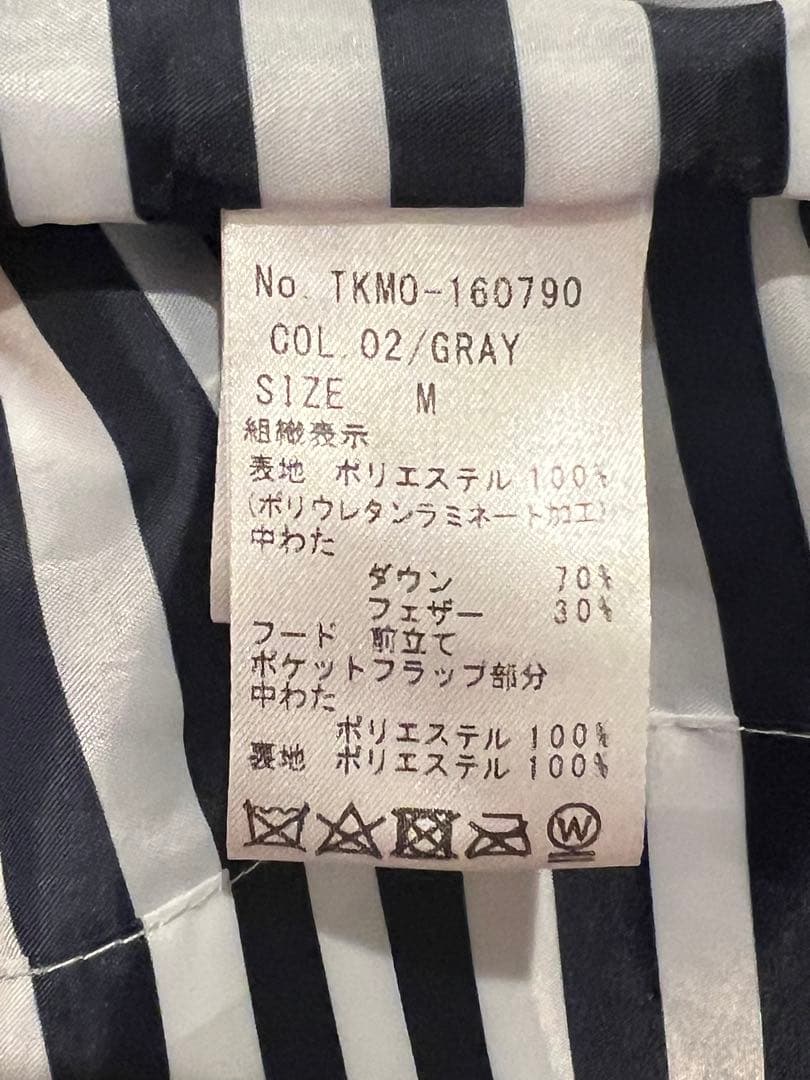 No. TKMO-160790
COL.02/GRAY
SIZE M
組織表示
表地 ポリエステル 100%
(ポリウレタンラミネート加工)
中わた
ダウン 70%
フェザー 30%
フード 前立て
ポケットフラップ部分
中わた
ポリエステル 100%
裏地 ポリエステル 100%
W